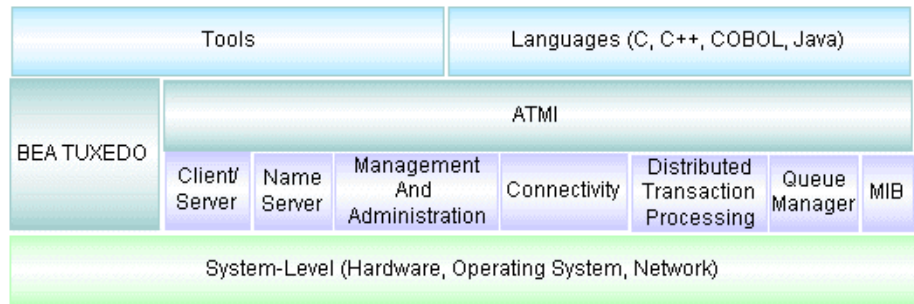 Tools
Languages (C, C++, COBOL, Java)
BEA TUXEDO
ATMI
Client/
Server
Name
Server
Management
And
Administration
Connectivity
Distributed
Transaction
Processing
Queue
Manager
MIB
System-Level (Hardware, Operating System, Network)